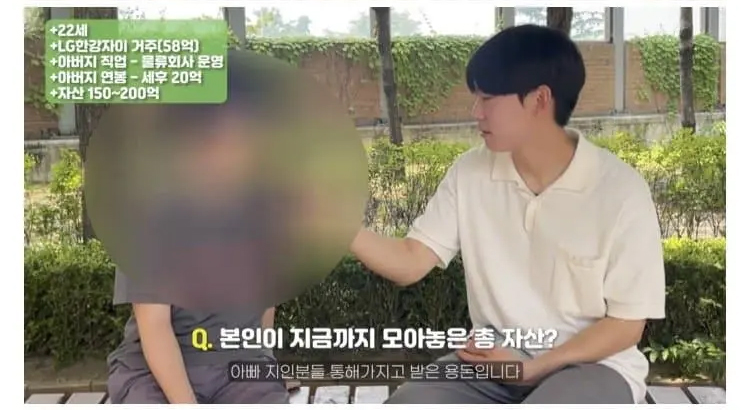 +22세
+LG한강자이 거주(58억)
+아버지 직업 - 물류회사 운영
+아버지 연봉 - 세후 20억
+자산 150~200억
Q. 본인이 지금까지 모아놓은 총 자산?
아빠 지인분들 통해가지고 받은 용돈입니다